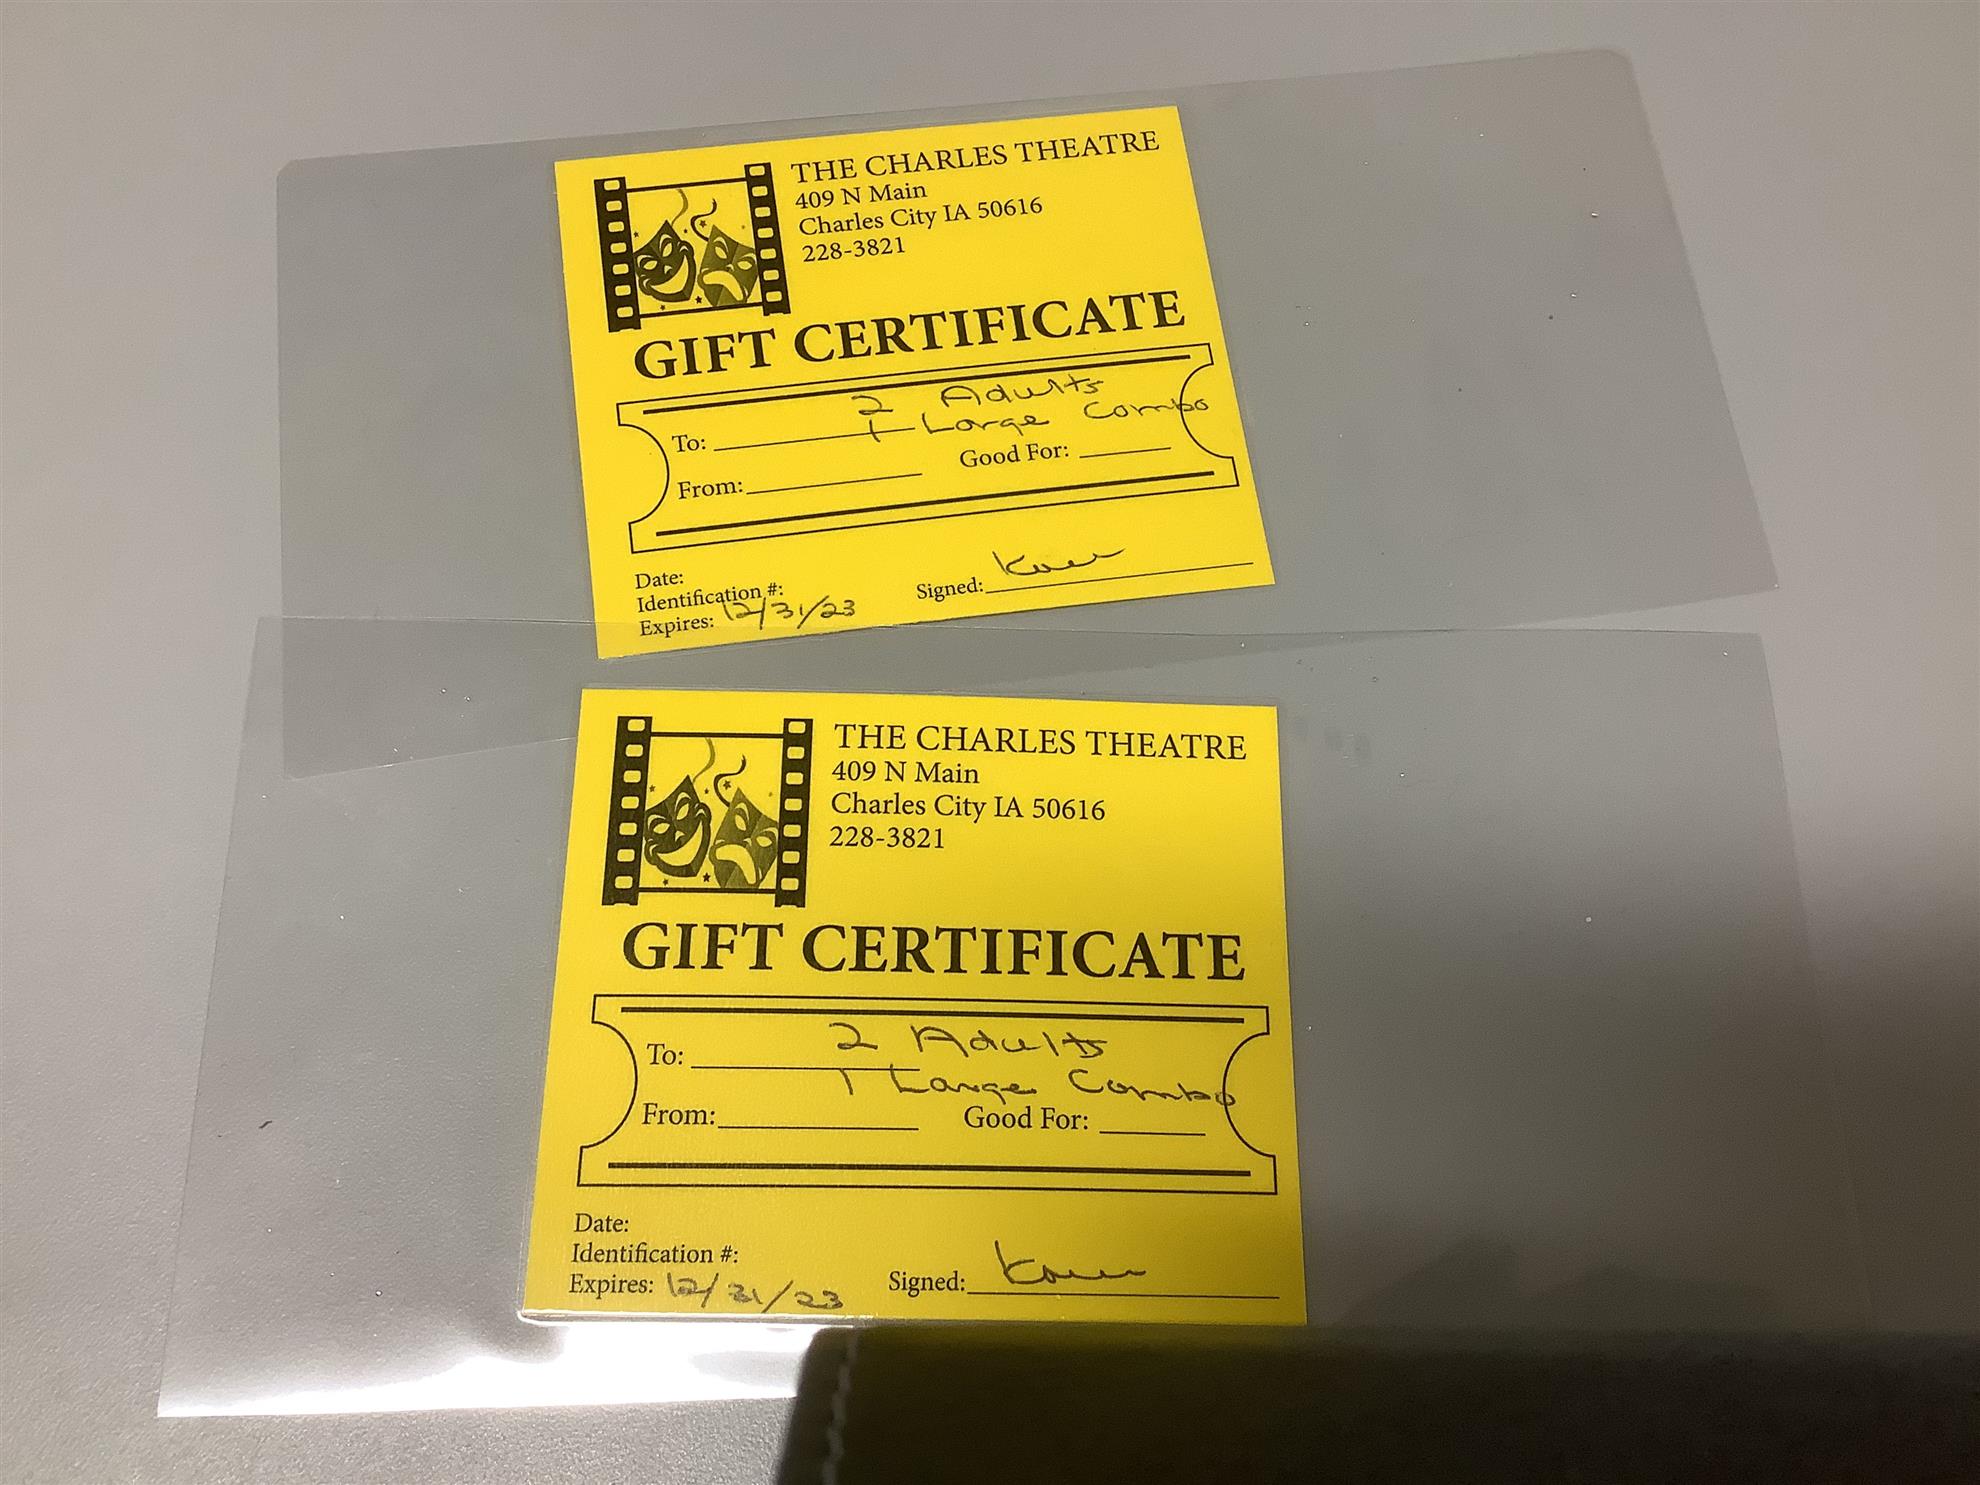 THE CHARLES THEATRE
409 N Main
Charles City IA 50616
228-3821
GIFT CERTIFICATE
2 Adults
1 Large Combo
To:
Good For:
From:
Date:
Identification #:
Expires: 12/31/23
Signed: Karen
THE CHARLES THEATRE
409 N Main
Charles City IA 50616
228-3821
GIFT CERTIFICATE
2 Adults
To:
1 Large Combo
From:
Good For:
Date:
Identification #:
Expires: 12/31/23
Signed: Karen